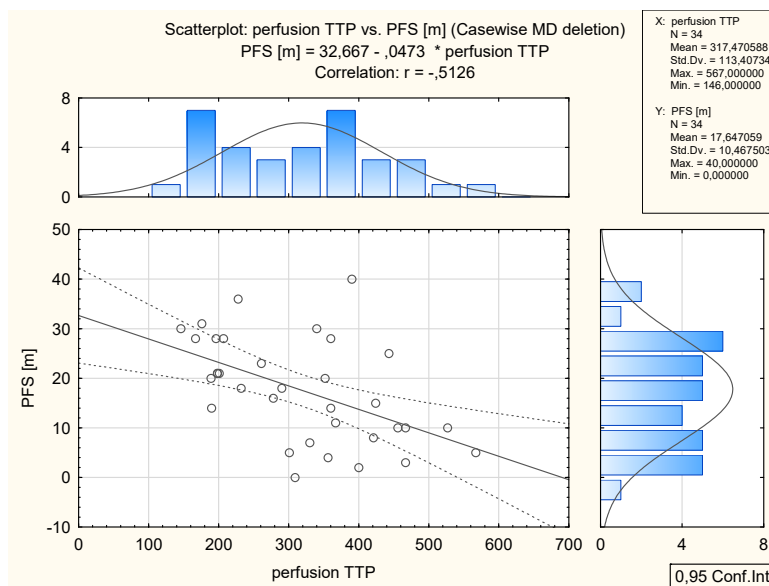 Scatterplot: perfusion TTP vs. PFS [m] (Casewise MD deletion)
PFS [m] = 32,667 - ,0473 * perfusion TTP
Correlation: r = -,5126
X: perfusion TTP
N = 34
Mean = 317,470588
Std.Dv. = 113,40734
Max. = 567,000000
Min. = 146,000000
Y: PFS [m]
N = 34
Mean = 17,647059
Std.Dv. = 10,467503
Max. = 40,000000
Min. = 0,000000
8
4
0
50
40
30
20
10
0
-10
PFS [m]
0 100 200 300 400 500 600 700
perfusion TTP
0 4 8
0,95 Conf.Int